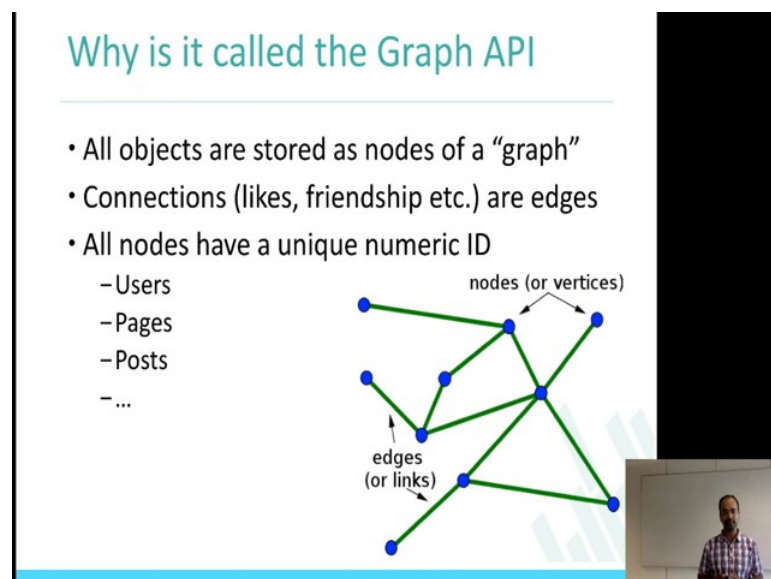 Why is it called the Graph API
• All objects are stored as nodes of a “graph”
• Connections (likes, friendship etc.) are edges
• All nodes have a unique numeric ID
–Users
–Pages
–Posts
–...
nodes (or vertices)
edges
(or links)